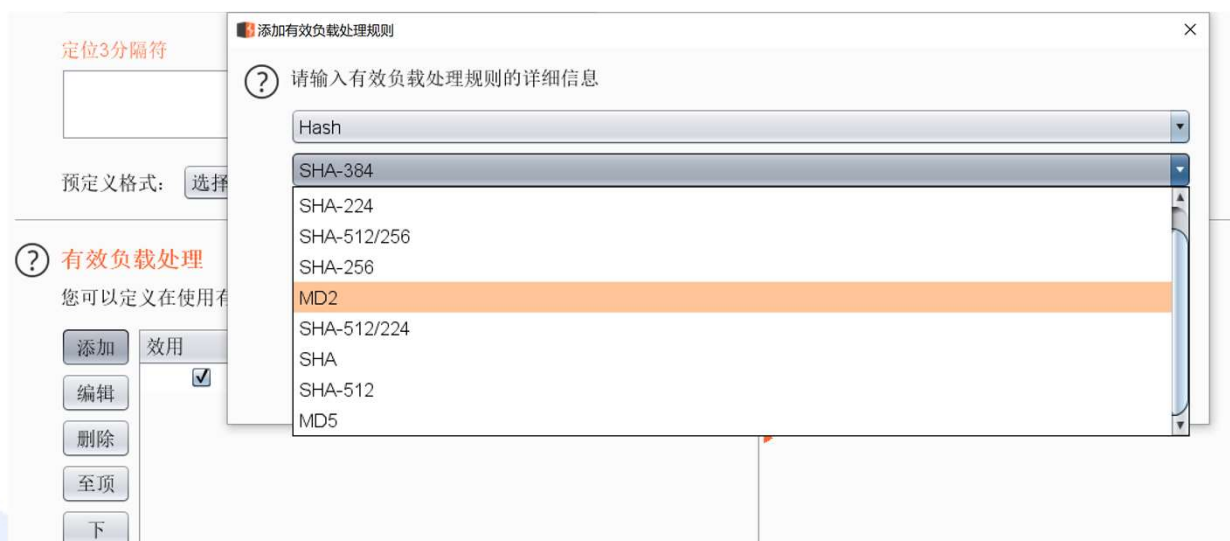 添加有效负载处理规则
定位3分隔符
请输入有效负载处理规则的详细信息
Hash
预定义格式： 选择
SHA-384
SHA-224
SHA-512/256
SHA-256
MD2
SHA-512/224
SHA
SHA-512
MD5
有效负载处理
您可以定义在使用有
添加 效用
编辑
删除
至顶
下